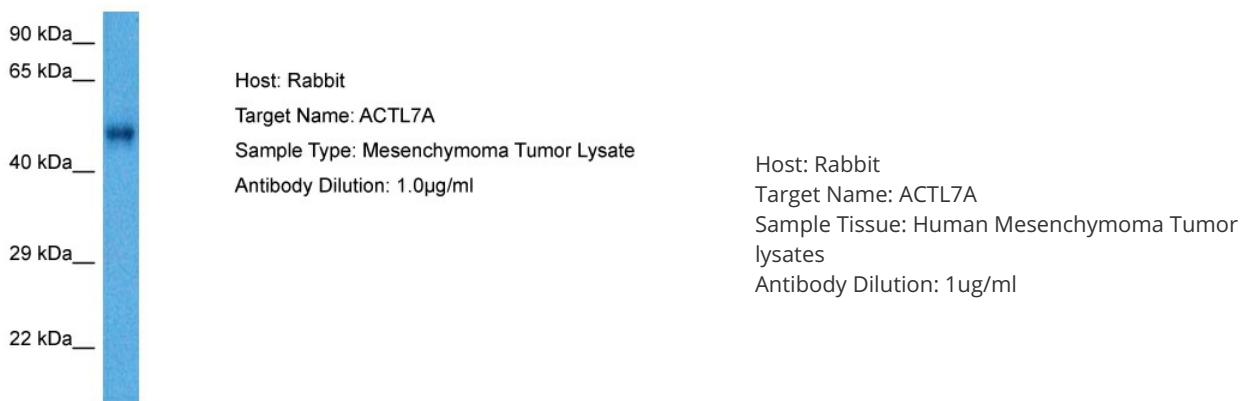 90 kDa__
65 kDa__
40 kDa__
29 kDa__
22 kDa__
Host: Rabbit
Target Name: ACTL7A
Sample Type: Mesenchymoma Tumor Lysate
Antibody Dilution: 1.0µg/ml
Host: Rabbit
Target Name: ACTL7A
Sample Tissue: Human Mesenchymoma Tumor
lysates
Antibody Dilution: 1ug/ml